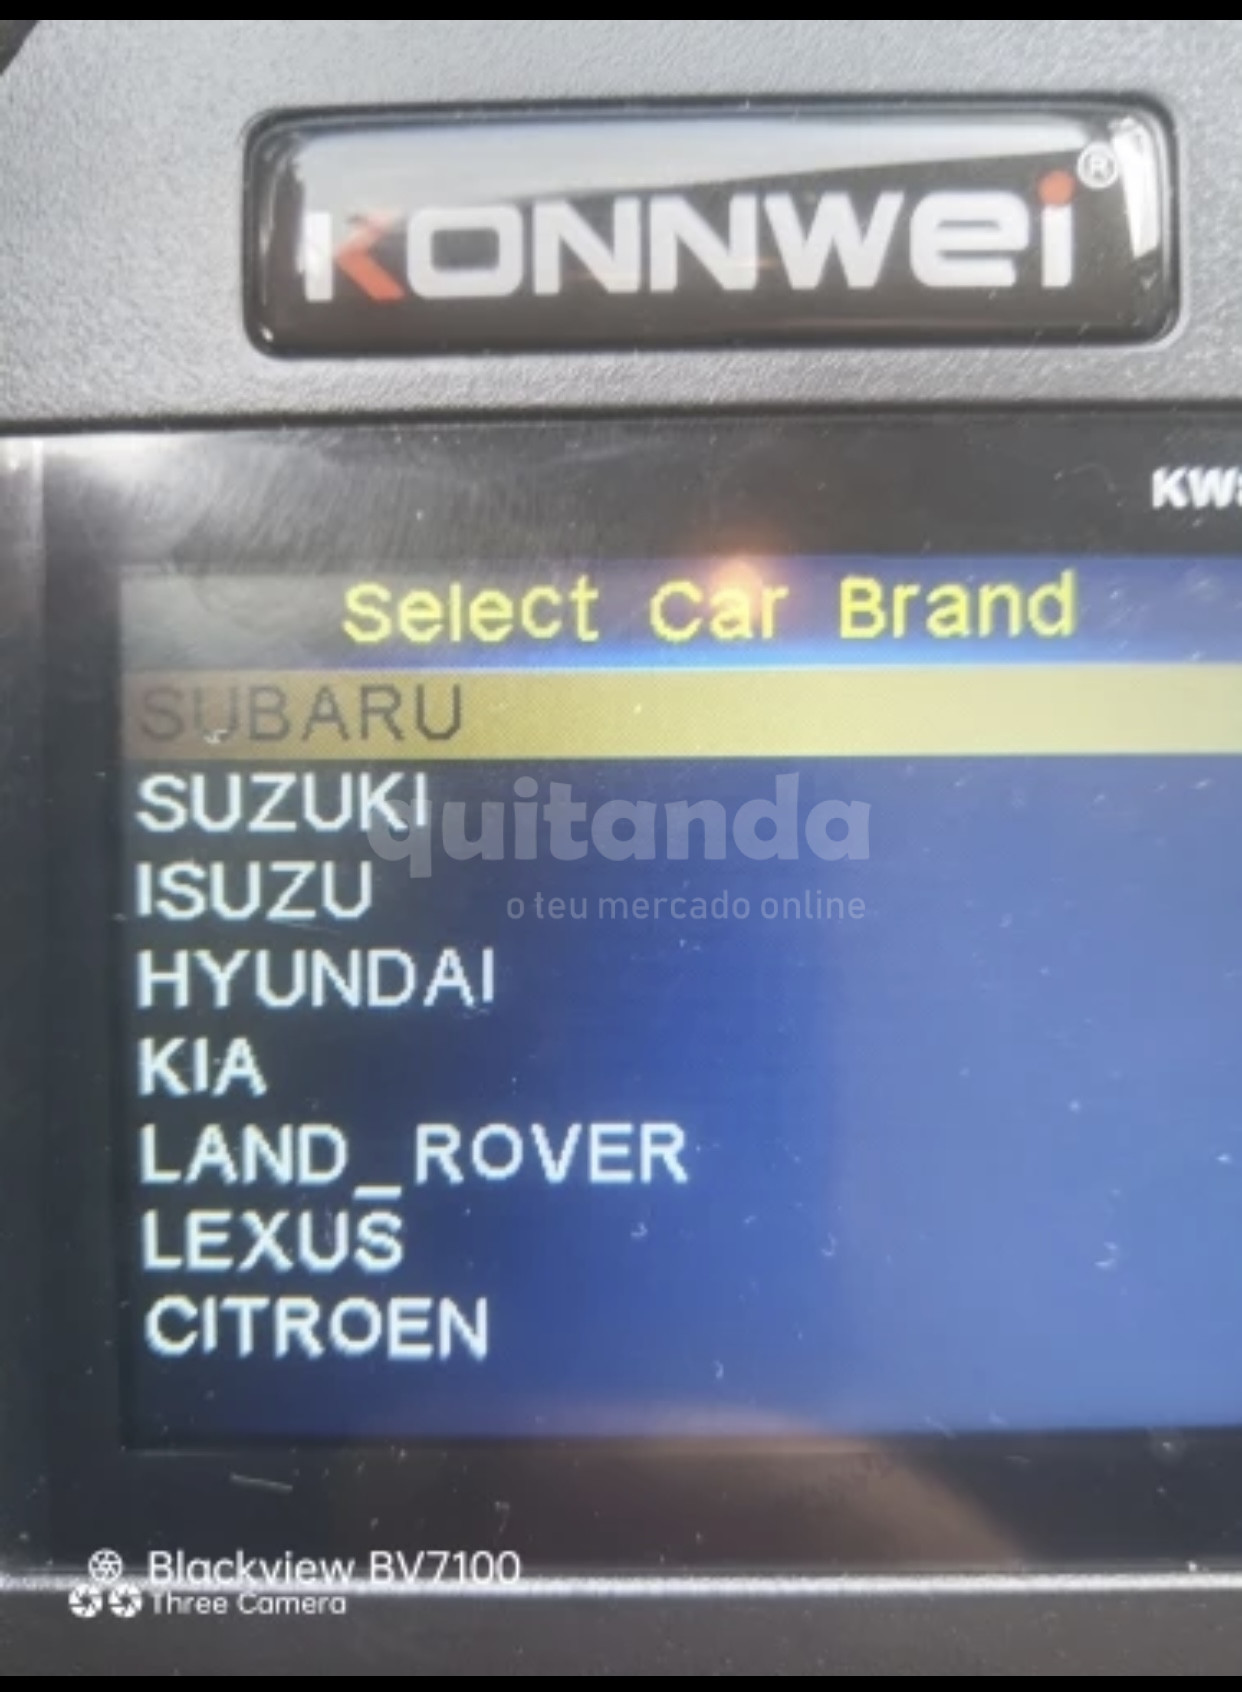 KONNWEI®
KW
Select Car Brand
SUBARU
SUZUKI
ISUZU
HYUNDAI
KIA
LAND_ROVER
LEXUS
CITROEN
quitanda
o teu mercado online
Blackview BV7100
Three Camera